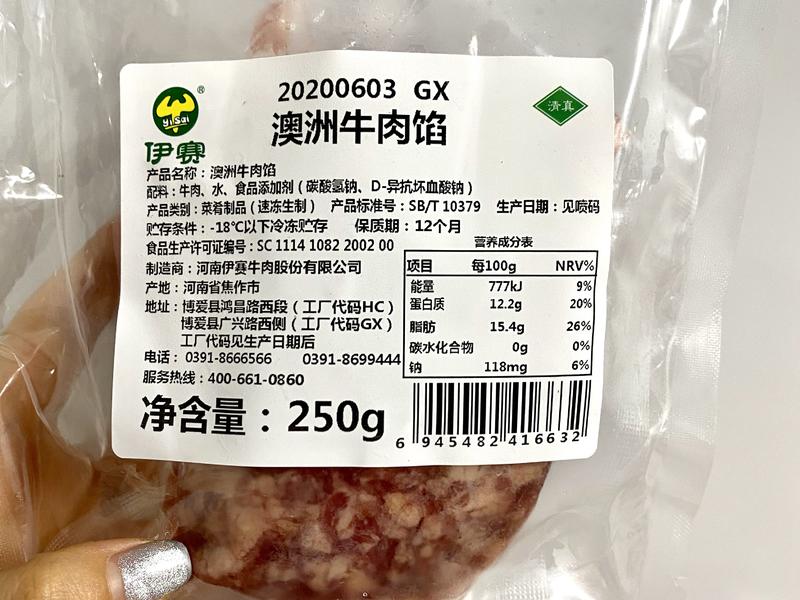 20200603 GX
澳洲牛肉馅
yisai
®
伊赛
清真
产品名称：澳洲牛肉馅
配料：牛肉、水、食品添加剂（碳酸氢钠、D-异抗坏血酸钠）
产品类别：菜肴制品（速冻生制） 产品标准号：SB/T 10379 生产日期：见喷码
贮存条件：-18℃以下冷冻贮存 保质期：12个月
食品生产许可证编号：SC 1114 1082 2002 00
制造商：河南伊赛牛肉股份有限公司
产地：河南省焦作市
地址：博爱县鸿昌路西段（工厂代码HC）
博爱县广兴路西侧（工厂代码GX）
工厂代码见生产日期后
电话：0391-8666566 0391-8699444
服务热线：400-661-0860
净含量：250g
营养成分表
项目 每100g NRV%
能量 777kJ 9%
蛋白质 12.2g 20%
脂肪 15.4g 26%
碳水化合物 0g 0%
钠 118mg 6%
6 945482 416632